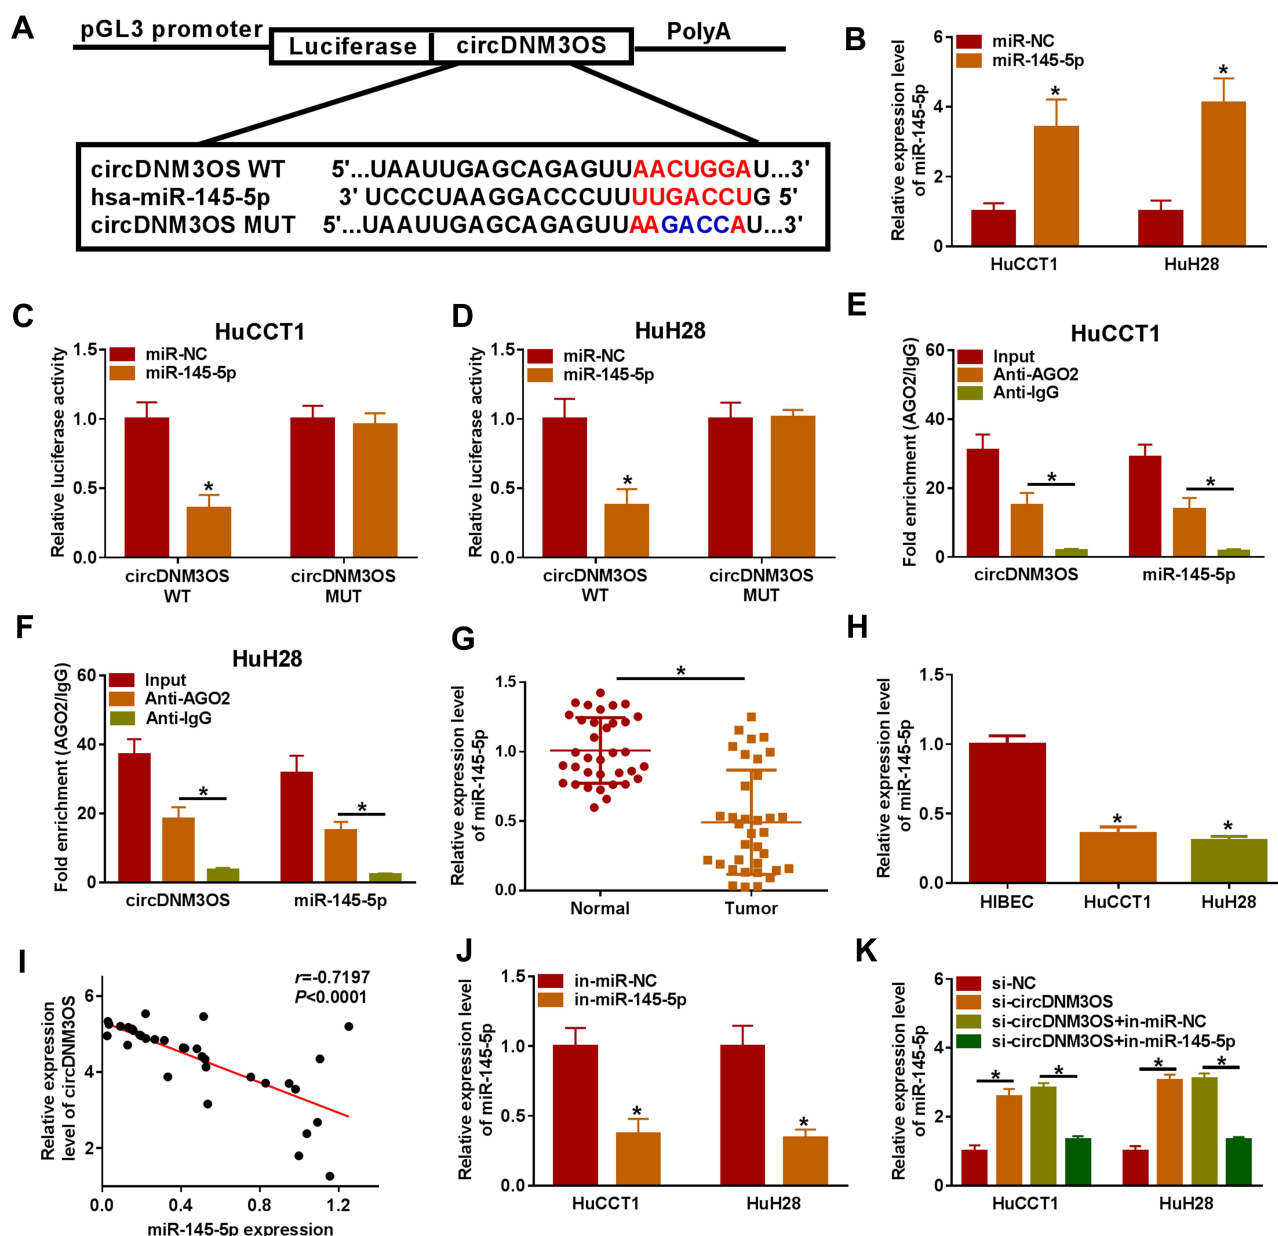 A
pGL3 promoter
Luciferase
circDNM3OS
PolyA
circDNM3OS WT 5'...UAAUUGAGCAGAGUUAACUGGAU...3'
hsa-miR-145-5p 3' UCCCUAAGGACCCUUUUGACCUG 5'
circDNM3OS MUT 5'...UAAUUGAGCAGAGUUAAGACCAU...3'
B
Relative expression level
of miR-145-5p
6
4
2
0
miR-NC
miR-145-5p
*
*
HuCCT1
HuH28
C
HuCCT1
Relative luciferase activity
1.5
1.0
0.5
0.0
miR-NC
miR-145-5p
*
circDNM3OS
WT
circDNM3OS
MUT
D
HuH28
Relative luciferase activity
1.5
1.0
0.5
0.0
miR-NC
miR-145-5p
*
circDNM3OS
WT
circDNM3OS
MUT
E
HuCCT1
Fold enrichment (AGO2/IgG)
60
40
20
0
Input
Anti-AGO2
Anti-IgG
*
*
circDNM3OS
miR-145-5p
F
HuH28
Fold enrichment (AGO2/IgG)
60
40
20
0
Input
Anti-AGO2
Anti-IgG
*
*
circDNM3OS
miR-145-5p
G
Relative expression level
of miR-145-5p
1.5
1.0
0.5
0.0
*
Normal
Tumor
H
Relative expression level
of miR-145-5p
1.5
1.0
0.5
0.0
*
*
HIBEC
HuCCT1
HuH28
I
Relative expression
level of circDNM3OS
6
4
2
r=-0.7197
P<0.0001
0.0
0.4
0.8
1.2
miR-145-5p expression
J
Relative expression level
of miR-145-5p
1.5
1.0
0.5
0.0
in-miR-NC
in-miR-145-5p
*
*
HuCCT1
HuH28
K
Relative expression level
of miR-145-5p
6
4
2
0
si-NC
si-circDNM3OS
si-circDNM3OS+in-miR-NC
si-circDNM3OS+in-miR-145-5p
*
*
*
*
HuCCT1
HuH28